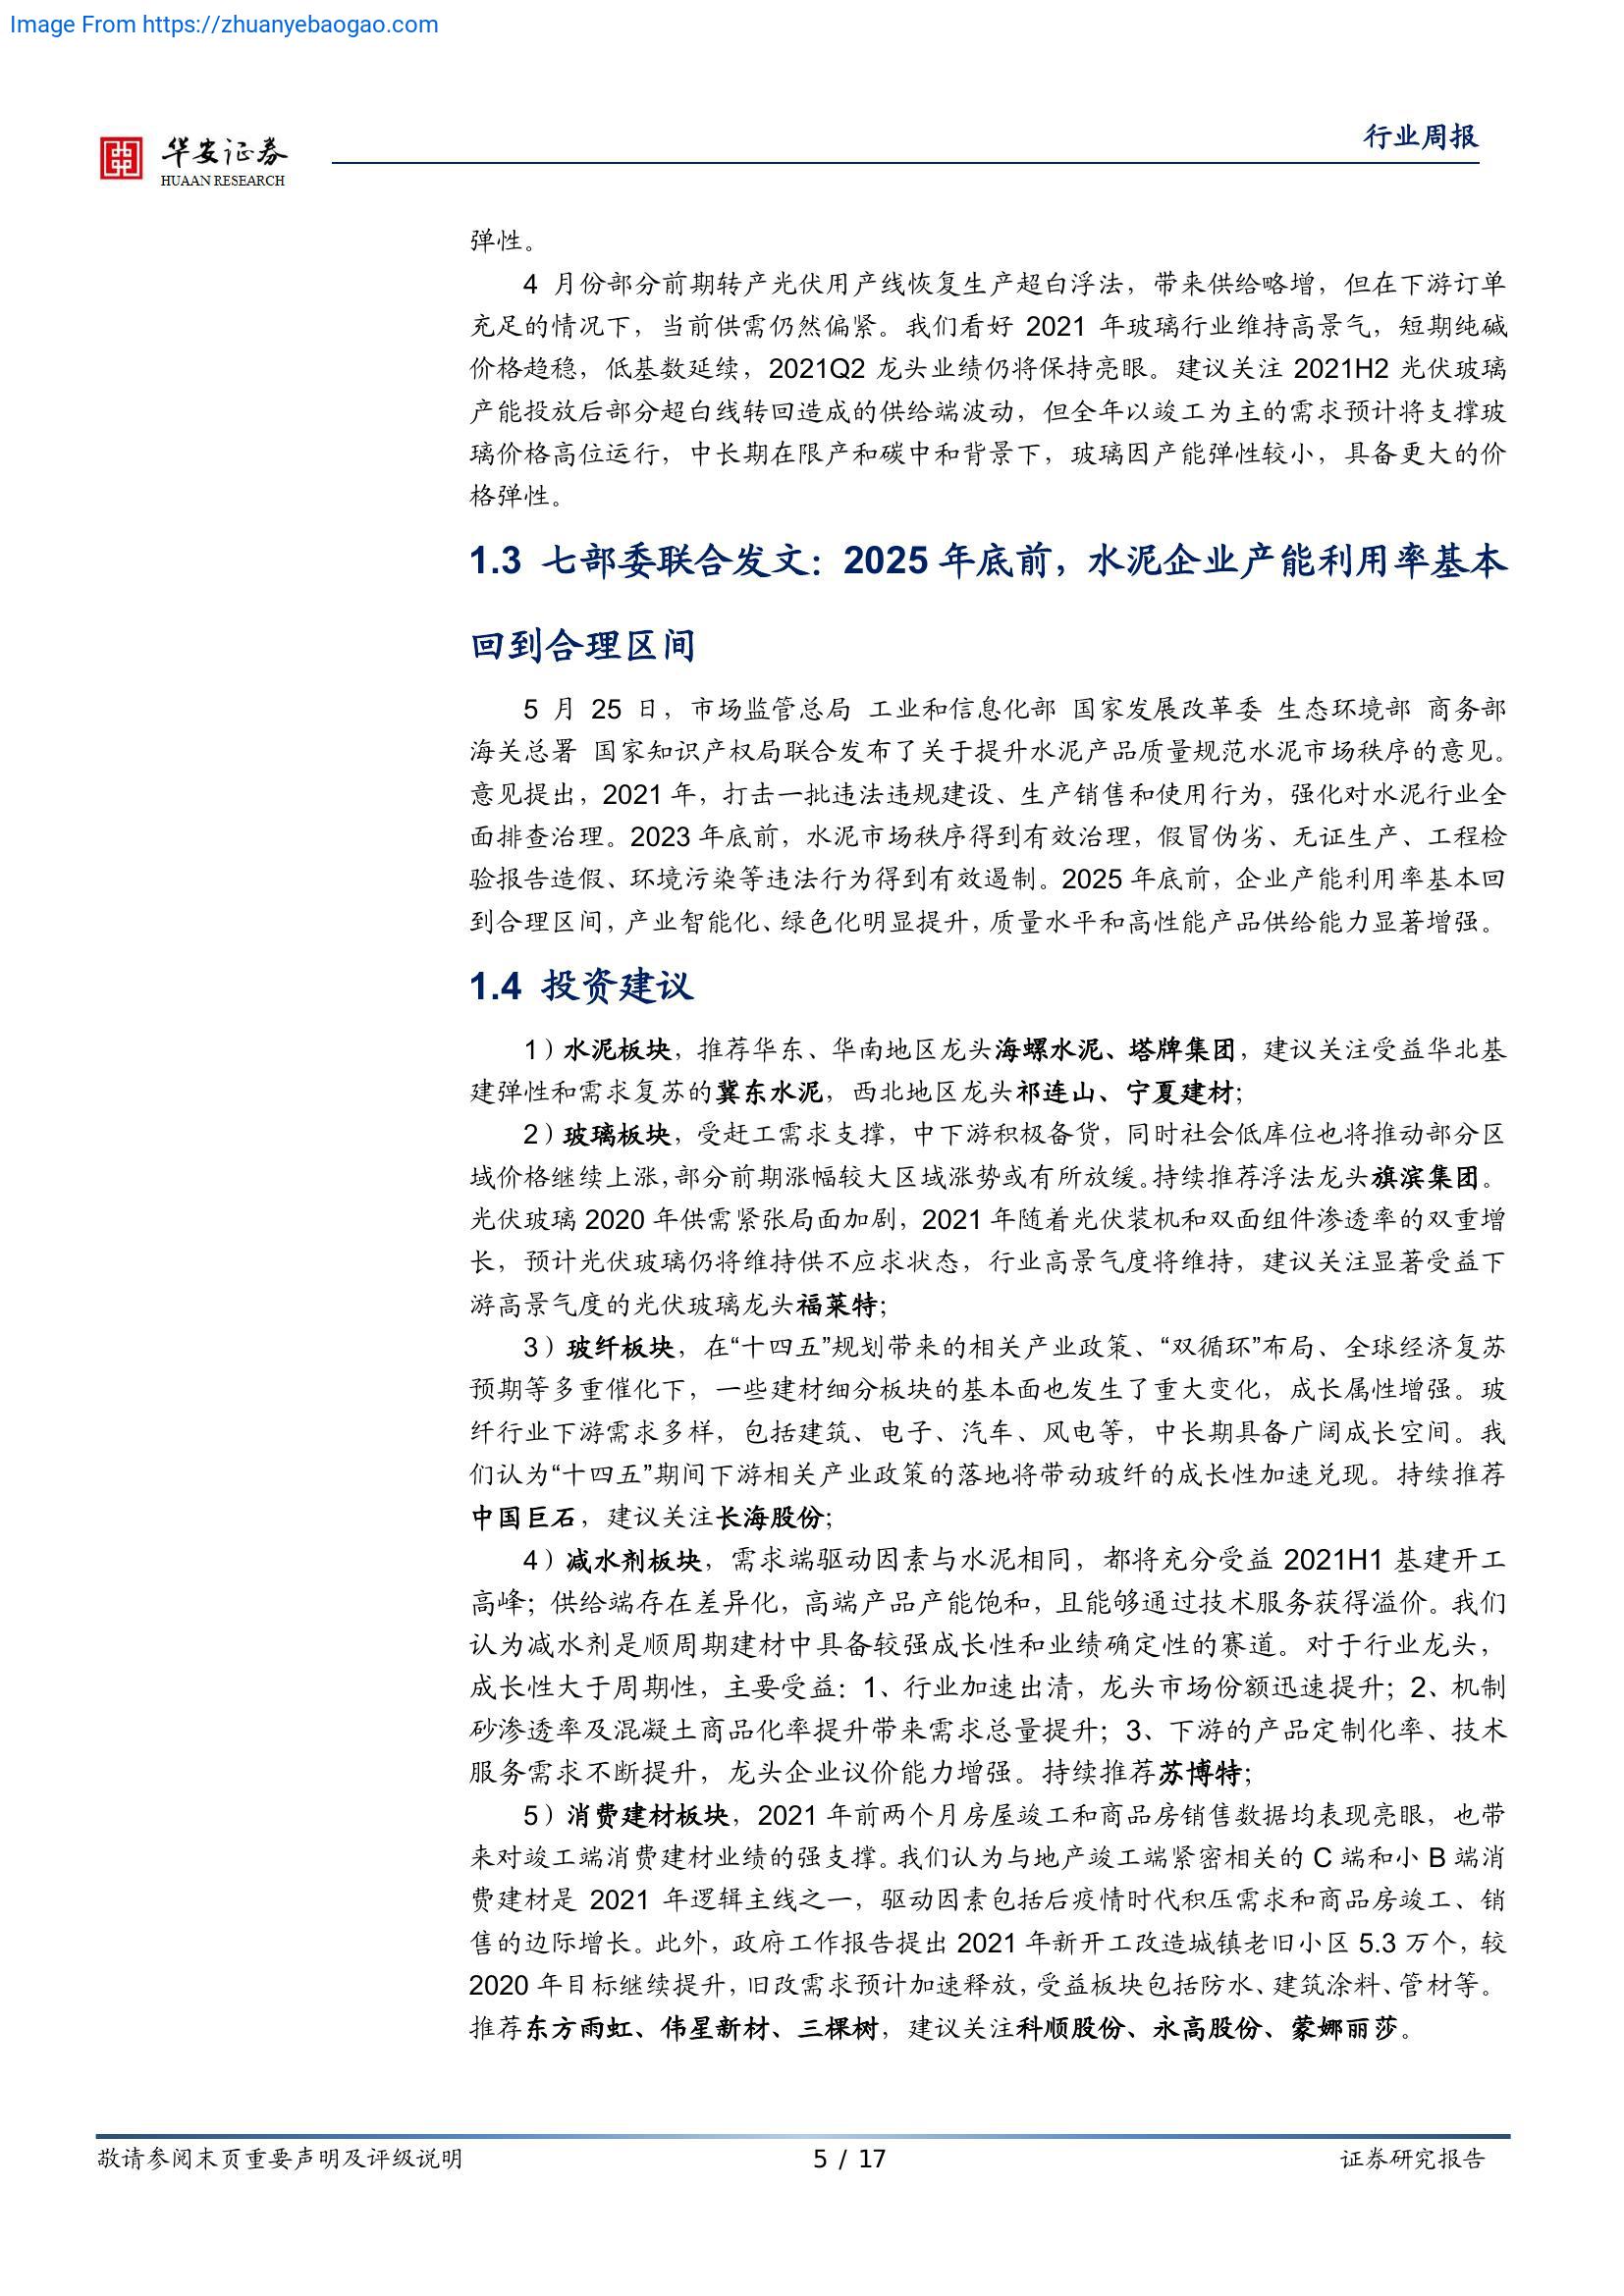 Image From https://zhuanyebaogao.com
华安证券
HUAAN RESEARCH
行业周报
弹性。
4 月份部分前期转产光伏用产线恢复生产超白浮法，带来供给略增，但在下游订单
充足的情况下，当前供需仍然偏紧。我们看好 2021 年玻璃行业维持高景气，短期纯碱
价格趋稳，低基数延续，2021Q2 龙头业绩仍将保持亮眼。建议关注 2021H2 光伏玻璃
产能投放后部分超白线转回造成的供给端波动，但全年以竣工为主的需求预计将支撑玻
璃价格高位运行，中长期在限产和碳中和背景下，玻璃因产能弹性较小，具备更大的价
格弹性。
1.3 七部委联合发文：2025 年底前，水泥企业产能利用率基本
回到合理区间
5 月 25 日，市场监管总局 工业和信息化部 国家发展改革委 生态环境部 商务部
海关总署 国家知识产权局联合发布了关于提升水泥产品质量规范水泥市场秩序的意见。
意见提出，2021 年，打击一批违法违规建设、生产销售和使用行为，强化对水泥行业全
面排查治理。2023 年底前，水泥市场秩序得到有效治理，假冒伪劣、无证生产、工程检
验报告造假、环境污染等违法行为得到有效遏制。2025 年底前，企业产能利用率基本回
到合理区间，产业智能化、绿色化明显提升，质量水平和高性能产品供给能力显著增强。
1.4 投资建议
1）水泥板块，推荐华东、华南地区龙头海螺水泥、塔牌集团，建议关注受益华北基
建弹性和需求复苏的冀东水泥，西北地区龙头祁连山、宁夏建材；
2）玻璃板块，受赶工需求支撑，中下游积极备货，同时社会低库位也将推动部分区
域价格继续上涨，部分前期涨幅较大区域涨势或有所放缓。持续推荐浮法龙头旗滨集团。
光伏玻璃 2020 年供需紧张局面加剧，2021 年随着光伏装机和双面组件渗透率的双重增
长，预计光伏玻璃仍将维持供不应求状态，行业高景气度将维持，建议关注显著受益下
游高景气度的光伏玻璃龙头福莱特；
3）玻纤板块，在“十四五”规划带来的相关产业政策、“双循环”布局、全球经济复苏
预期等多重催化下，一些建材细分板块的基本面也发生了重大变化，成长属性增强。玻
纤行业下游需求多样，包括建筑、电子、汽车、风电等，中长期具备广阔成长空间。我
们认为“十四五”期间下游相关产业政策的落地将带动玻纤的成长性加速兑现。持续推荐
中国巨石，建议关注长海股份；
4）减水剂板块，需求端驱动因素与水泥相同，都将充分受益 2021H1 基建开工
高峰；供给端存在差异化，高端产品产能饱和，且能够通过技术服务获得溢价。我们
认为减水剂是顺周期建材中具备较强成长性和业绩确定性的赛道。对于行业龙头，
成长性大于周期性，主要受益：1、行业加速出清，龙头市场份额迅速提升；2、机制
砂渗透率及混凝土商品化率提升带来需求总量提升；3、下游的产品定制化率、技术
服务需求不断提升，龙头企业议价能力增强。持续推荐苏博特；
5）消费建材板块，2021 年前两个月房屋竣工和商品房销售数据均表现亮眼，也带
来对竣工端消费建材业绩的强支撑。我们认为与地产竣工端紧密相关的 C 端和小 B 端消
费建材是 2021 年逻辑主线之一，驱动因素包括后疫情时代积压需求和商品房竣工、销
售的边际增长。此外，政府工作报告提出 2021 年新开工改造城镇老旧小区 5.3 万个，较
2020 年目标继续提升，旧改需求预计加速释放，受益板块包括防水、建筑涂料、管材等。
推荐东方雨虹、伟星新材、三棵树，建议关注科顺股份、永高股份、蒙娜丽莎。
敬请参阅末页重要声明及评级说明
5 / 17
证券研究报告